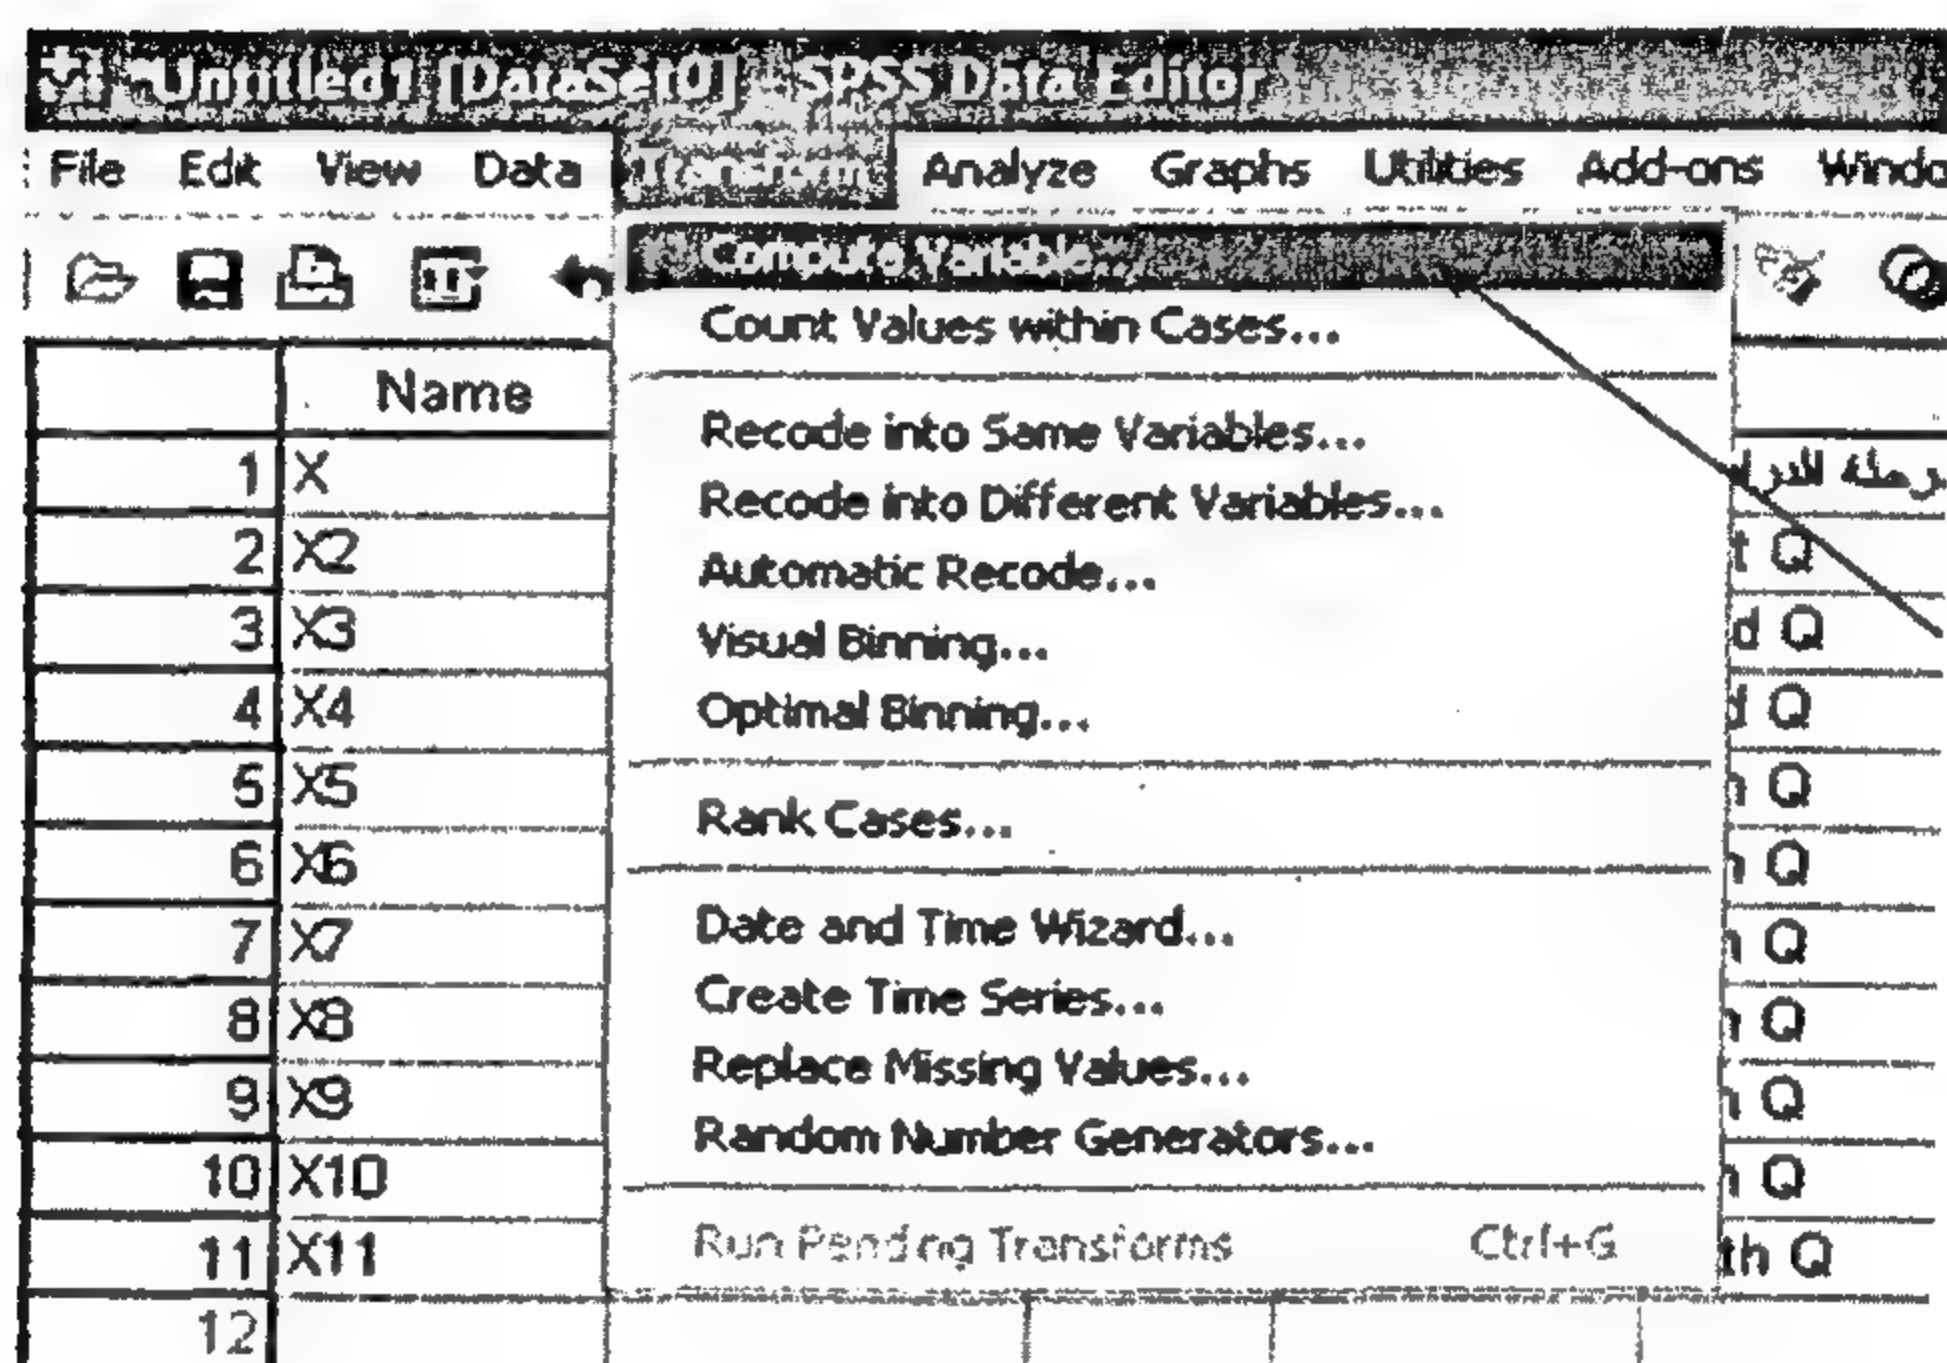 *Untitled1 [DataSet0] - SPSS Data Editor
File Edit View Data Transform Analyze Graphs Utilities Add-ons
Compute Variable...
Count Values within Cases...
Recode into Same Variables...
Recode into Different Variables...
Automatic Recode...
Visual Binning...
Optimal Binning...
Rank Cases...
Date and Time Wizard...
Create Time Series...
Replace Missing Values...
Random Number Generators...
Run Pending Transforms Ctrl+G
Name
1 X
2 X2 t Q
3 X3 d Q
4 X4 d Q
5 X5 h Q
6 X6 h Q
7 X7 h Q
8 X8 h Q
9 X9 h Q
10 X10 h Q
11 X11 th Q
12